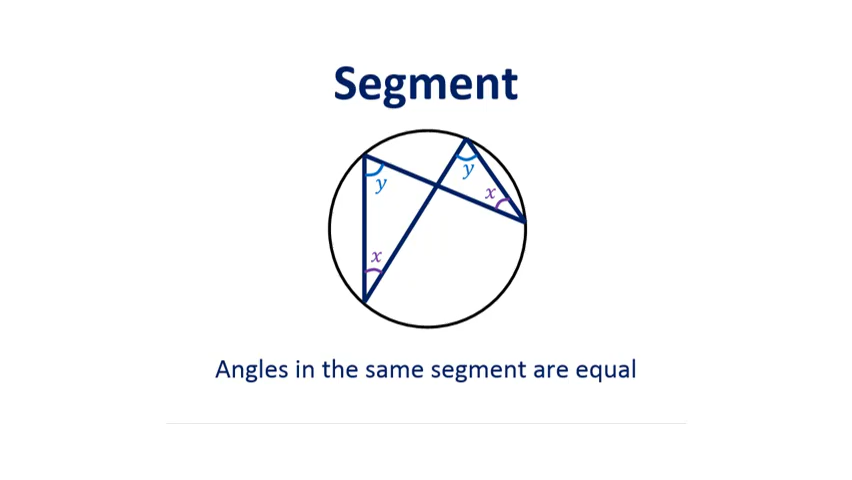 Segment
y
y
x
x
Angles in the same segment are equal